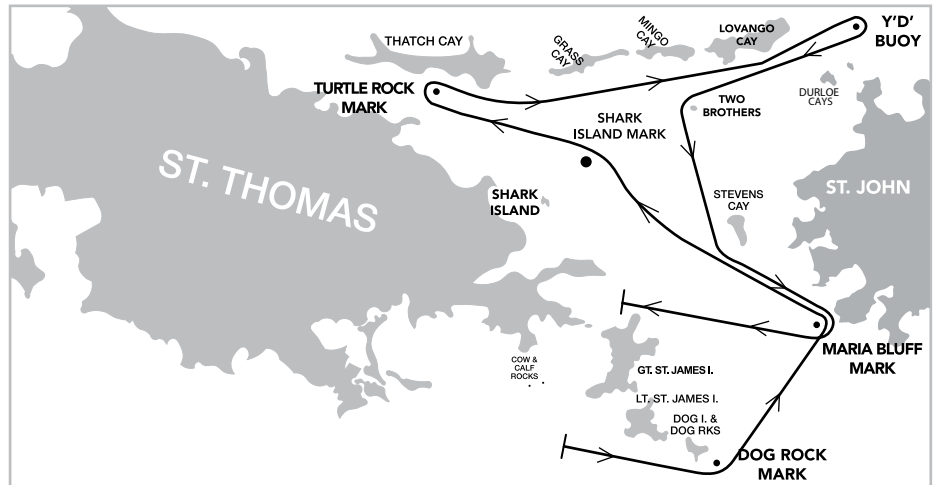 Y'D'
BUOY
LOVANGO
CAY
MINGO
CAY
GRASS
CAY
THATCH CAY
TURTLE ROCK
MARK
DURLOE
CAYS
TWO
BROTHERS
SHARK
ISLAND MARK
ST. THOMAS
ST. JOHN
SHARK
ISLAND
STEVENS
CAY
MARIA BLUFF
MARK
COW &
CALF
ROCKS
GT. ST. JAMES I.
LT. ST. JAMES I.
DOG I. &
DOG RKS
DOG ROCK
MARK